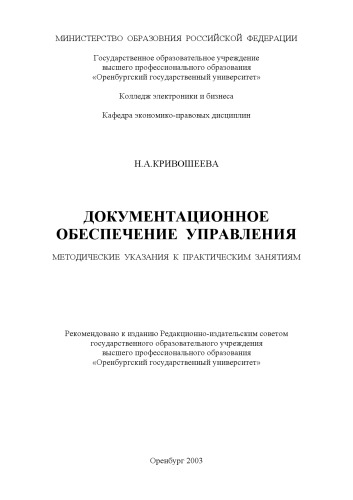 МИНИСТЕРСТВО ОБРАЗОВНИЯ РОССИЙСКОЙ ФЕДЕРАЦИИ
Государственное образовательное учреждение
высшего профессионального образования
«Оренбургский государственный университет»
Колледж электроники и бизнеса
Кафедра экономико-правовых дисциплин
Н.А.КРИВОШЕЕВА
ДОКУМЕНТАЦИОННОЕ
ОБЕСПЕЧЕНИЕ УПРАВЛЕНИЯ
МЕТОДИЧЕСКИЕ УКАЗАНИЯ К ПРАКТИЧЕСКИМ ЗАНЯТИЯМ
Рекомендовано к изданию Редакционно-издательским советом
государственного образовательного учреждения
высшего профессионального образования
«Оренбургский государственный университет»
Оренбург 2003